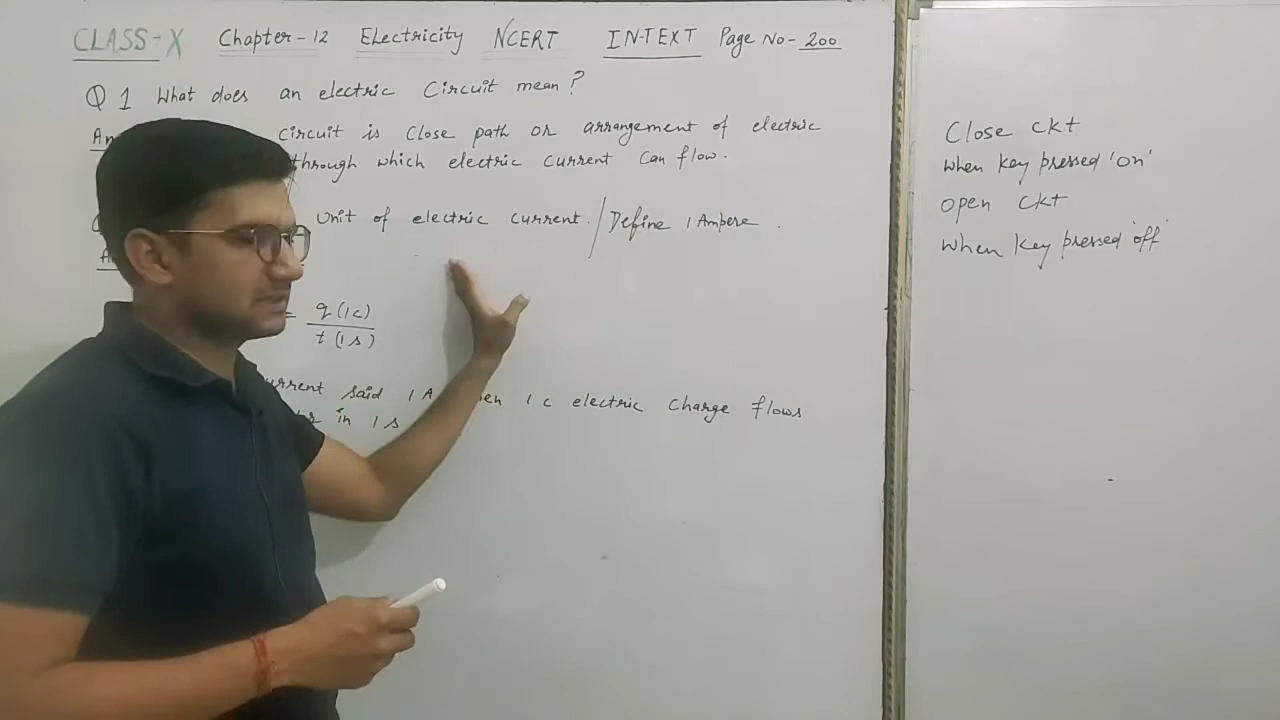 CLASS-X Chapter-12 Electricity NCERT IN-TEXT Page No-200
Q 1 What does an electric Circuit mean?
An circuit is close path or arrangement of electric
through which electric current can flow.
unit of electric current. / Define 1 Ampere.
= q (1c)
t (1s)
urrent said 1 A en 1 c electric charge flows
in 1 s
Close ckt
when key pressed 'on'
open ckt
when key pressed 'off'